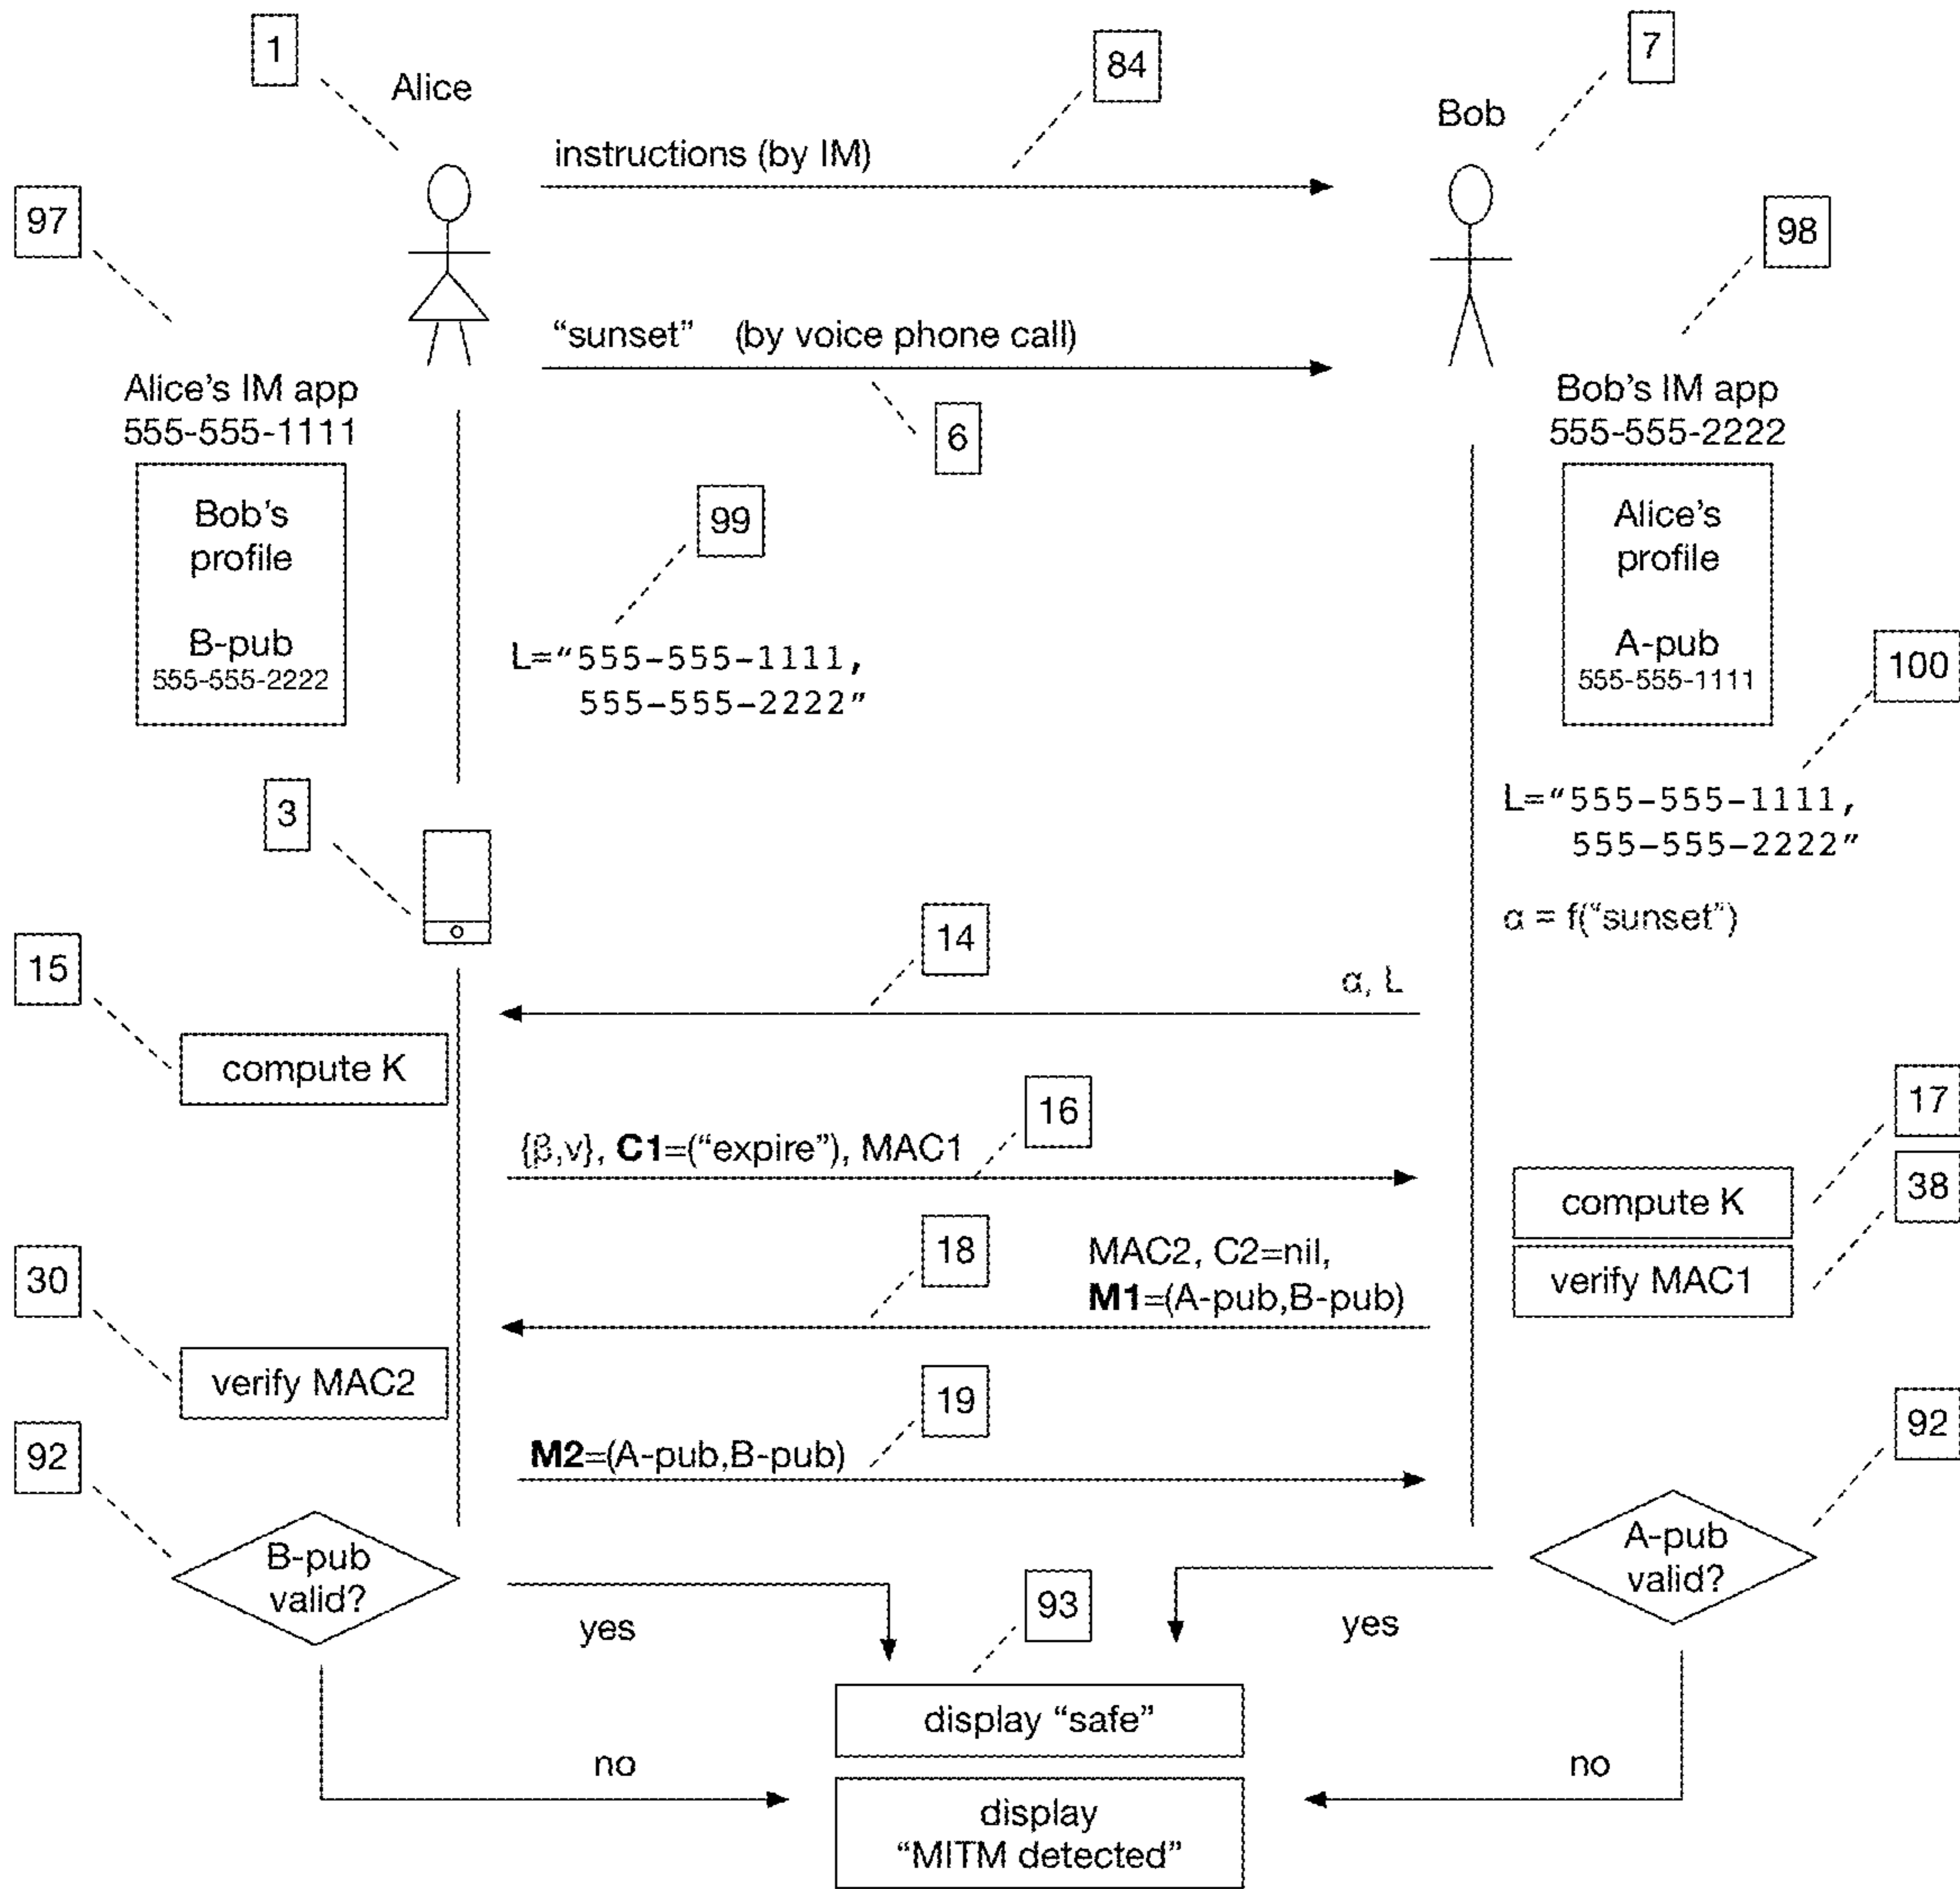 1
Alice
84
7
Bob
instructions (by IM)
97
98
“sunset” (by voice phone call)
Alice's IM app
555-555-1111
6
Bob's IM app
555-555-2222
Bob's
profile
B-pub
555-555-2222
99
Alice's
profile
A-pub
555-555-1111
L=“555-555-1111,
555-555-2222”
100
3
L=“555-555-1111,
555-555-2222”
α = f(“sunset”)
15
14
α, L
compute K
16
17
{β,ν}, C1=(“expire”), MAC1
38
compute K
30
18
MAC2, C2=nil,
M1=(A-pub,B-pub)
verify MAC1
verify MAC2
19
92
92
M2=(A-pub,B-pub)
B-pub
valid?
A-pub
valid?
yes
93
yes
display “safe”
no
no
display
“MITM detected”